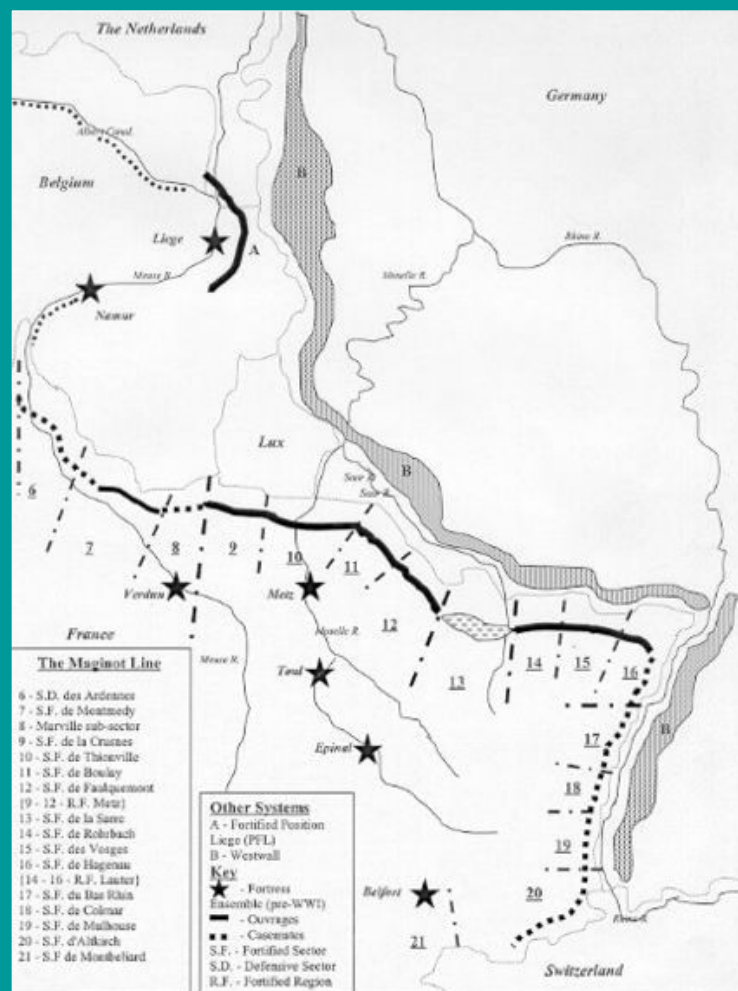 The Netherlands
Germany
Albert Canal
Belgium
B
Rhine R.
Liege
A
Moselle R.
Meuse R.
Namur
Lux
B
Saar R.
Saar R.
6
7
8
9
10
11
Verdun
Metz
12
France
Moselle R.
14
15
16
Meuse R.
13
Toul
B
17
Epinal
18
19
Belfort
20
21
Rhine R.
Switzerland
The Maginot Line
6 - S.D. des Ardennes
7 - S.F. de Montmedy
8 - Marville sub-sector
9 - S.F. de la Crusnes
10 - S.F. de Thionville
11 - S.F. de Boulay
12 - S.F. de Faulquemont
[9 - 12 - R.F. Metz]
13 - S.F. de la Sarre
14 - S.F. de Rohrbach
15 - S.F. des Vosges
16 - S.F. de Hagenau
[14 - 16 - R.F. Lauter]
17 - S.F. du Bas Rhin
18 - S.F. de Colmar
19 - S.F. de Mulhouse
20 - S.F. d'Altkirch
21 - S.F de Montbeliard
Other Systems
A - Fortified Position
Liege (PFL)
B - Westwall
Key
- Fortress
Ensemble (pre-WWI)
- Ouvrages
- Casemates
S.F. - Fortified Sector
S.D. - Defensive Sector
R.F. - Fortified Region